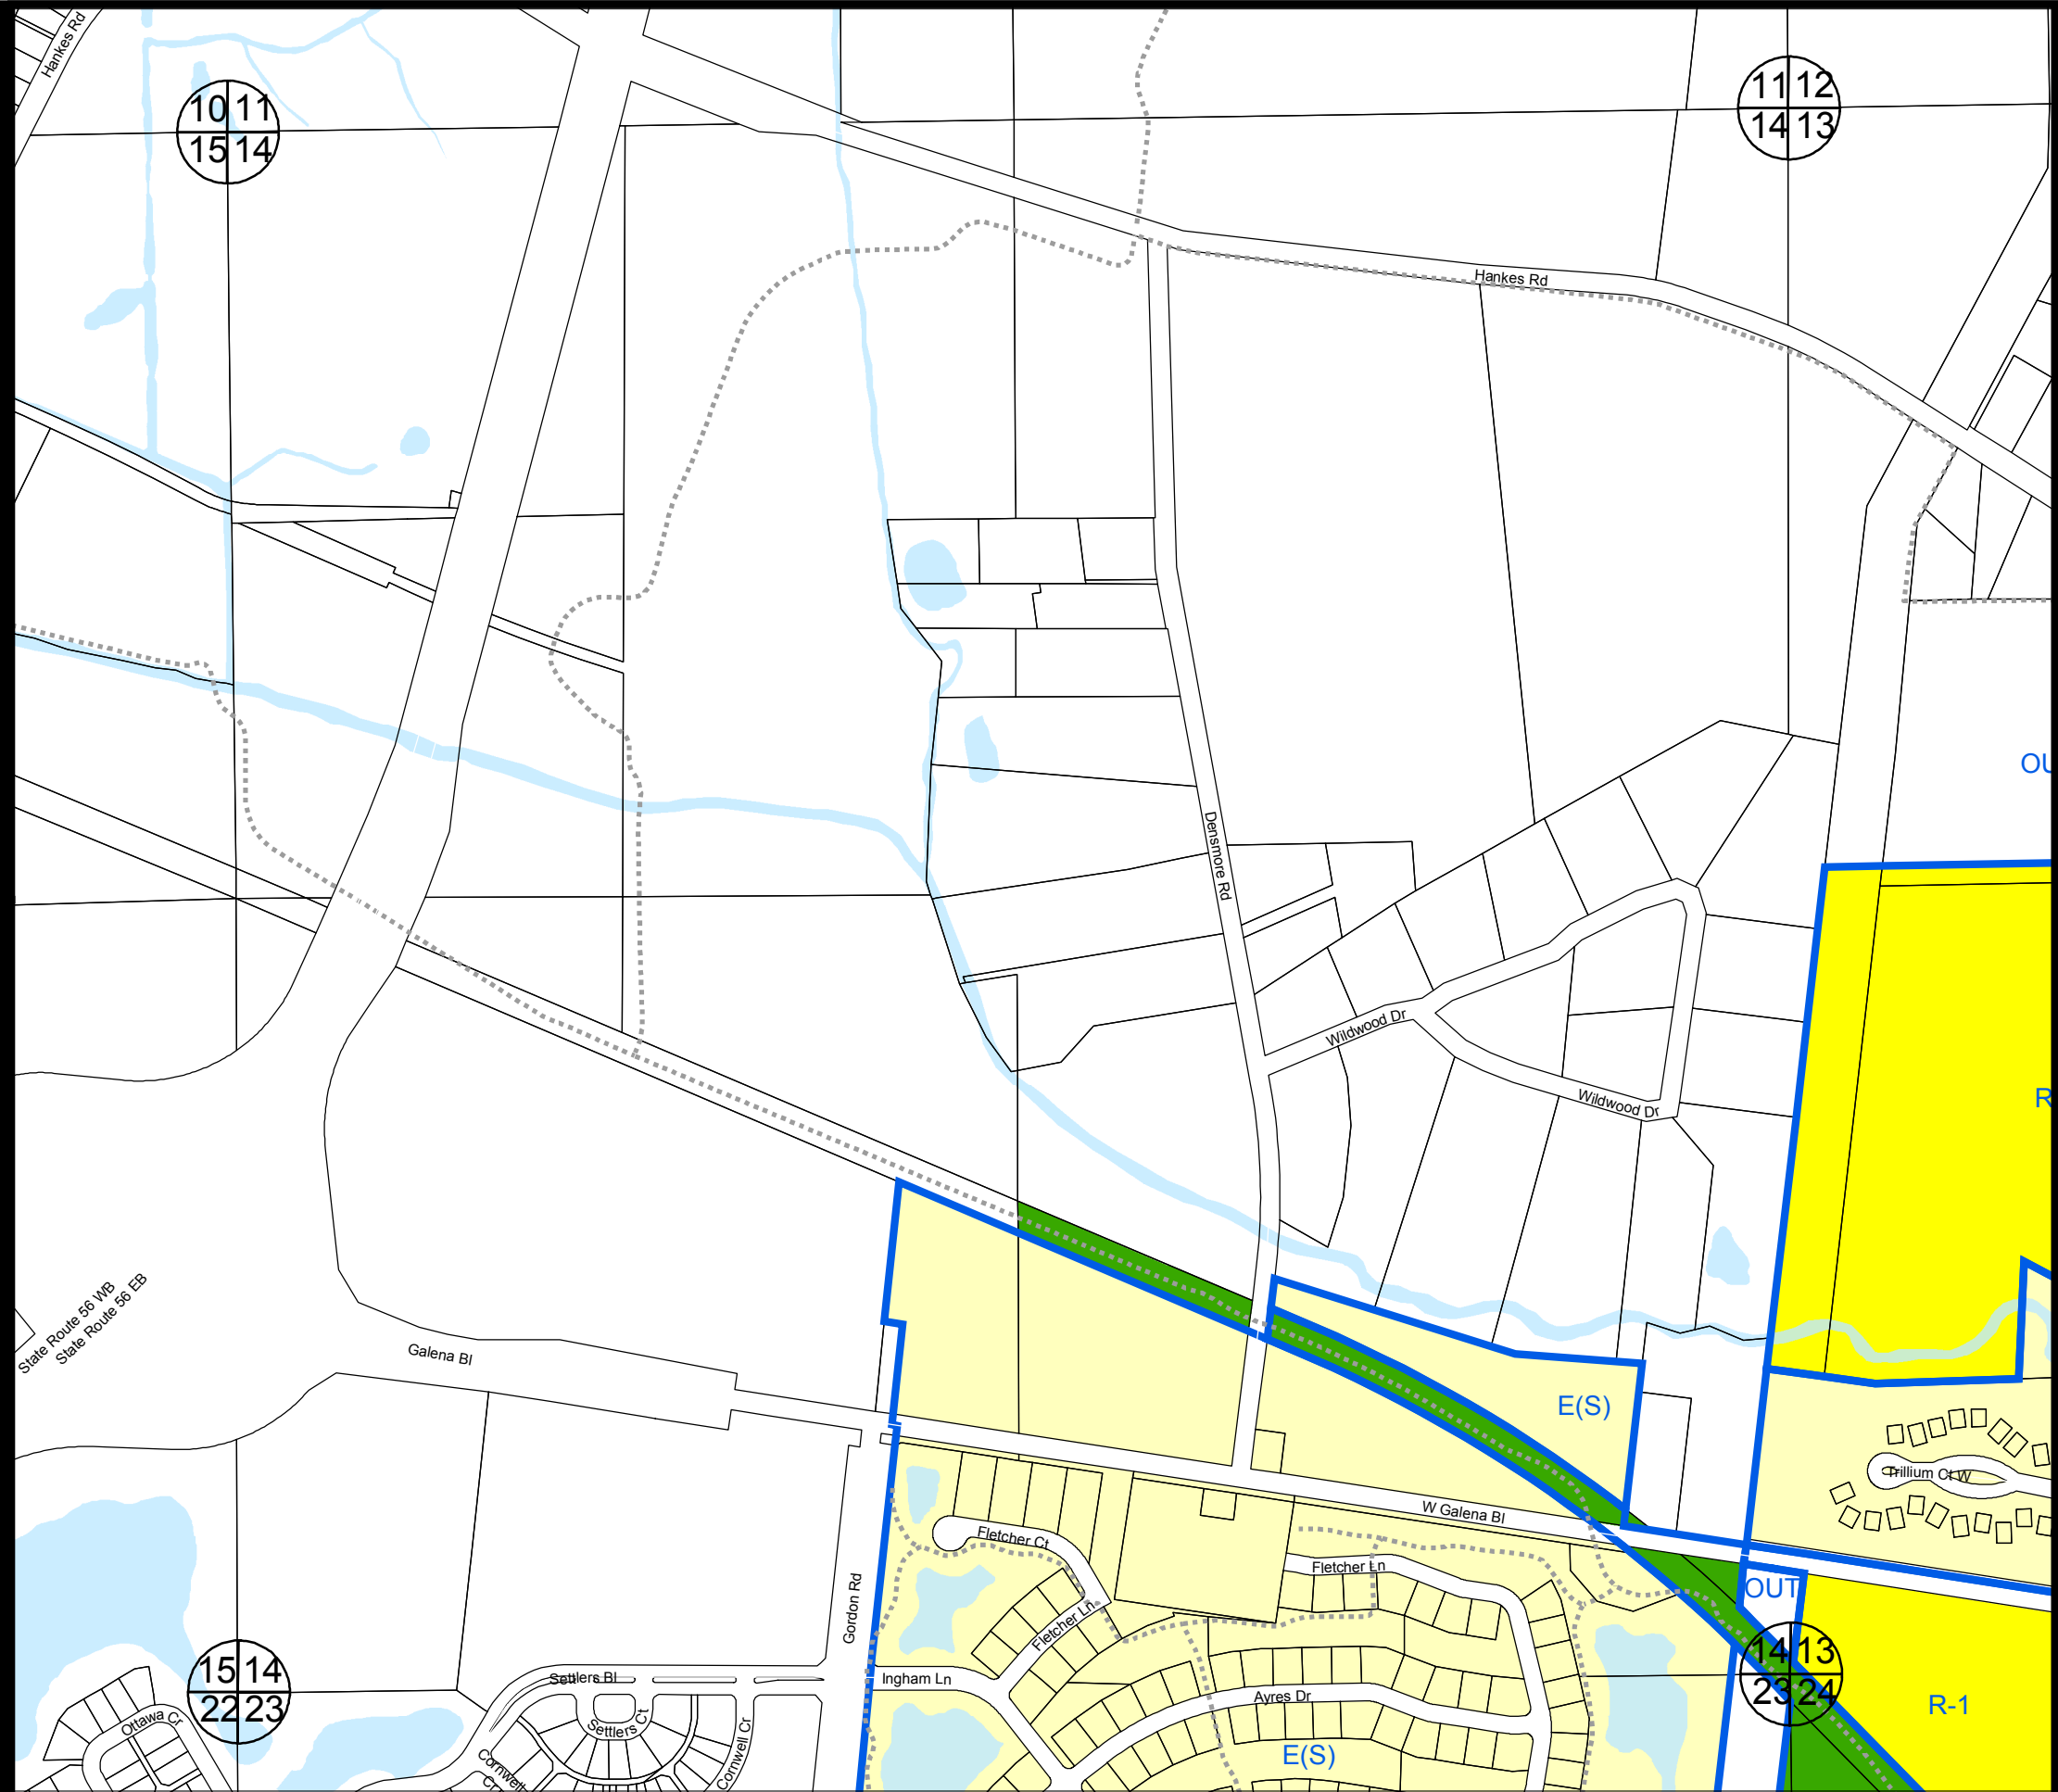 Hankes Rd
10 11
15 14
11 12
14 13
Hankes Rd
OU
Densmore Rd
Wildwood Dr
R
Wildwood Dr
State Route 56 WB
State Route 56 EB
Galena Bl
E(S)
Trillium Ct W
W Galena Bl
Fletcher Ct
Fletcher Ln
OUT
Gordon Rd
Fletcher Ln
15 14
22 23
14 13
23 24
Settlers Bl
Ingham Ln
Ayres Dr
R-1
Ottawa Cr
Settlers Ct
Cornwell Cr
Cornwell
Cr
E(S)